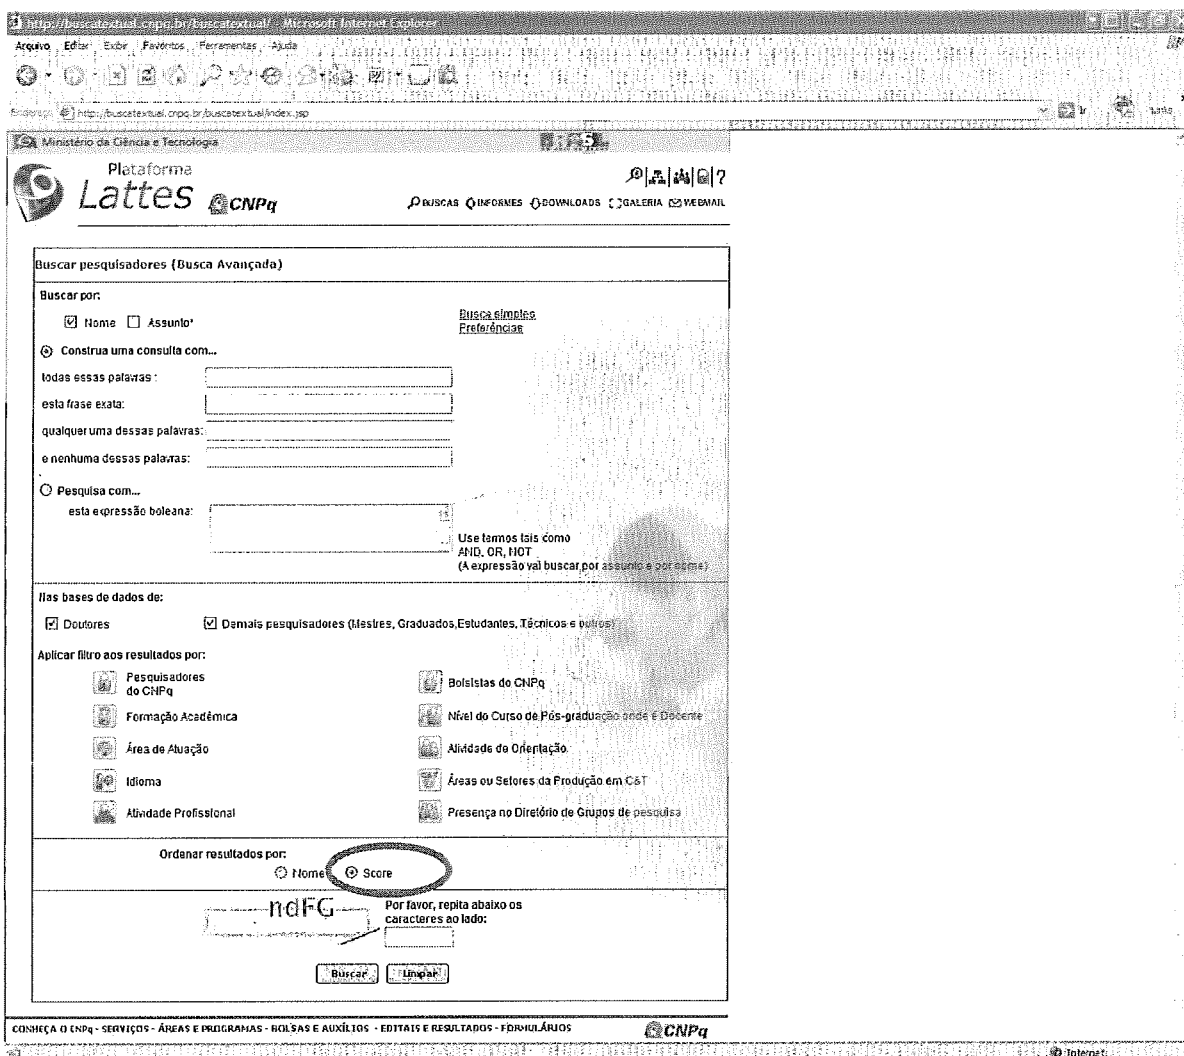 http://buscatextual.cnpq.br/buscatextual/ - Microsoft Internet Explorer
Arquivo Editar Exibir Favoritos Ferramentas Ajuda
Endereço http://buscatextual.cnpq.br/buscatextual/index.jsp Ir Links
Ministério da Ciência e Tecnologia
Plataforma
Lattes CNPq
BUSCAS INFORMES DOWNLOADS GALERIA WEBMAIL
Buscar pesquisadores (Busca Avançada)
Buscar por:
Nome Assunto*
Busca simples
Preferências
Construa uma consulta com...
todas essas palavras :
esta frase exata:
qualquer uma dessas palavras:
e nenhuma dessas palavras:
Pesquisa com...
esta expressão boleana:
Use termos tais como
AND, OR, NOT
(A expressão vai buscar por assunto e por nome)
Nas bases de dados de:
Doutores Demais pesquisadores (Mestres, Graduados,Estudantes, Técnicos e outros)
Aplicar filtro aos resultados por:
Pesquisadores
do CNPq
Bolsistas do CNPq
Formação Acadêmica
Nível do Curso de Pós-graduação onde é Docente
Área de Atuação
Atividade de Orientação
Idioma
Áreas ou Setores da Produção em C&T
Atividade Profissional
Presença no Diretório de Grupos de pesquisa
Ordenar resultados por:
Nome Score
ndFG
Por favor, repita abaixo os
caracteres ao lado:
Buscar Limpar
CONHEÇA O CNPq - SERVIÇOS - ÁREAS E PROGRAMAS - BOLSAS E AUXÍLIOS - EDITAIS E RESULTADOS - FORMULÁRIOS CNPq
Internet